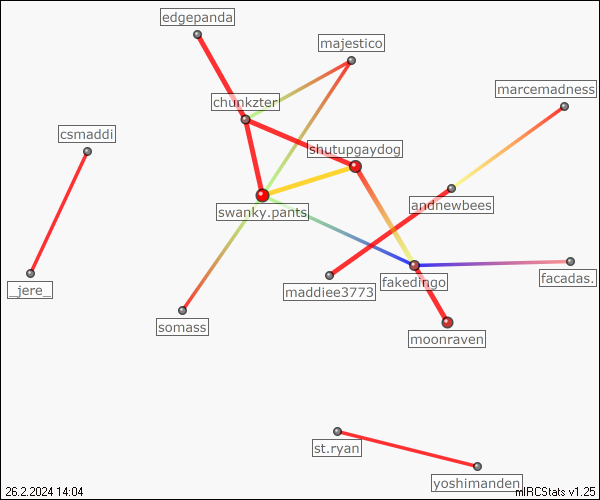 edgepanda
majestico
marcemadness
chunkzter
csmaddi
shutupgaydog
andnewbees
swanky.pants
facadas.
fakedingo
_jere_
maddiee3773
somass
moonraven
st.ryan
yoshimanden
26.2.2024 14:04
mIRCStats v1.25